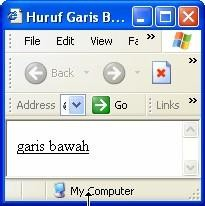 Huruf Garis B...
File Edit View Fa »
Back »
Address Go Links »
garis bawah
My Computer